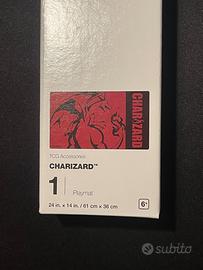 CHARIZARD
TCG Accessories
CHARIZARD™
1 Playmat
24 in. x 14 in. / 61 cm x 36 cm
6+
subito